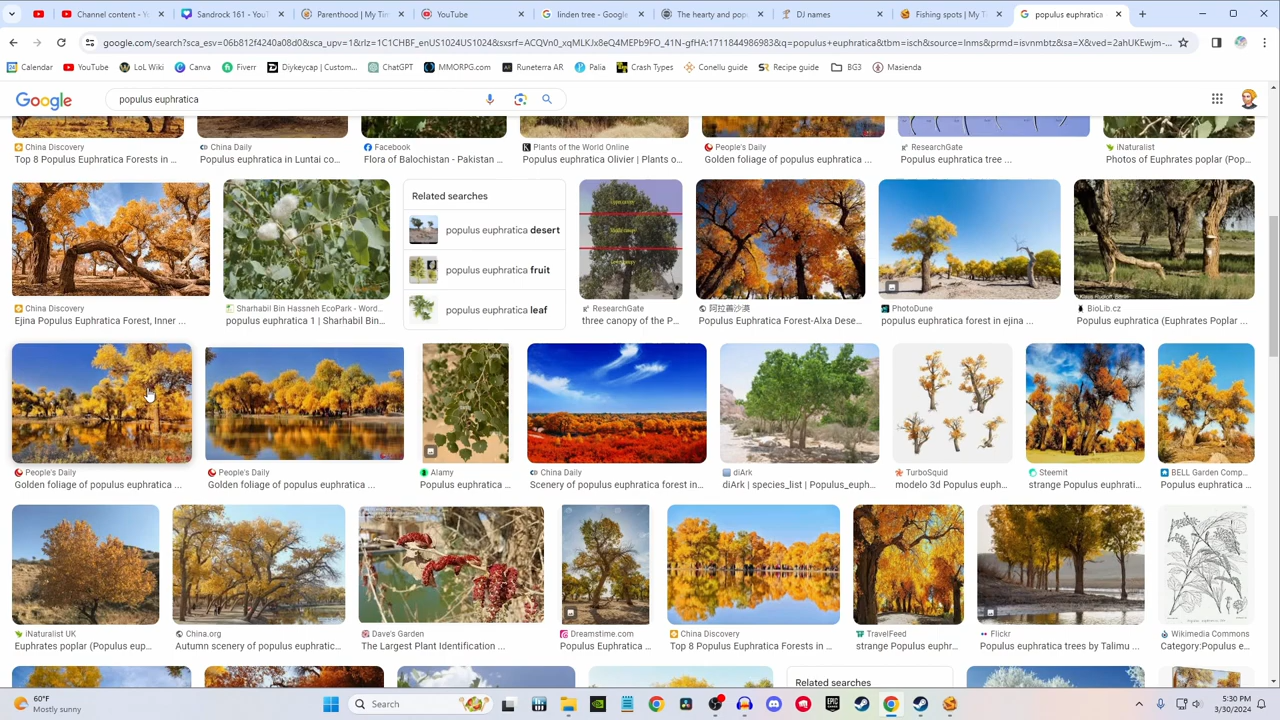 Channel content - Y
Sandrock 161 - YouT
Parenthood | My Tim
YouTube
linden tree - Google
The hearty and pop
DJ names
Fishing spots | My T
populus euphratica
google.com/search?sca_esv=06b812f4240a08d0&sca_upv=1&rlz=1C1CHBF_enUS1024US1024&sxsrf=ACQVn0_xqMLKJx8eQ4MEPb9FO_41N-gfHA:1711844986983&q=populus+euphratica&tbm=isch&source=lnms&prmd=isvnmbtz&sa=X&ved=2ahUKEwjm-...
Calendar
YouTube
LoL Wiki
Canva
Fiverr
Diykeycap | Custom...
ChatGPT
MMORPG.com
Runeterra AR
Palia
Crash Types
Conellu guide
Recipe guide
BG3
Masienda
Google
populus euphratica
China Discovery
China Daily
Facebook
Plants of the World Online
People's Daily
ResearchGate
iNaturalist
Top 8 Populus Euphratica Forests in ...
Populus euphratica in Luntai co...
Flora of Balochistan - Pakistan ...
Populus euphratica Olivier | Plants o...
Golden foliage of populus euphratica ...
Populus euphratica tree ...
Photos of Euphrates poplar (Pop...
Related searches
populus euphratica desert
populus euphratica fruit
populus euphratica leaf
China Discovery
Sharhabil Bin Hassneh EcoPark - Word...
ResearchGate
阿拉善沙漠
PhotoDune
BioLib.cz
Ejina Populus Euphratica Forest, Inner ...
populus euphratica 1 | Sharhabil Bin...
three canopy of the P...
Populus Euphratica Forest-Alxa Dese...
populus euphratica forest in ejina ...
Populus euphratica (Euphrates Poplar ...
People's Daily
People's Daily
Alamy
China Daily
diArk
TurboSquid
Steemit
BELL Garden Comp...
Golden foliage of populus euphratica ...
Golden foliage of populus euphratica ...
Populus euphratica ...
Scenery of populus euphratica forest in...
diArk | species_list | Populus_euph...
modelo 3d Populus euph...
strange Populus euphrati...
Populus euphratica ...
iNaturalist UK
China.org
Dave's Garden
Dreamstime.com
China Discovery
TravelFeed
Flickr
Wikimedia Commons
Euphrates poplar (Populus eup...
Autumn scenery of populus euphratic...
The Largest Plant Identification ...
Populus Euphratica ...
Top 8 Populus Euphratica Forests in ...
strange Populus euphr...
Populus euphratica trees by Talimu ...
Category:Populus e...
Related searches
60°F
Mostly sunny
Search
5:30 PM
3/30/2024